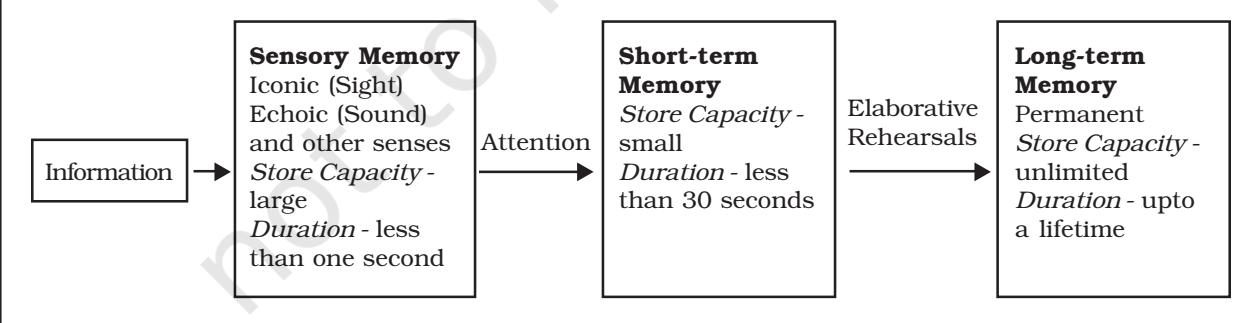 Information
Sensory Memory
Iconic (Sight)
Echoic (Sound)
and other senses
Store Capacity -
large
Duration - less
than one second
Attention
Short-term
Memory
Store Capacity -
small
Duration - less
than 30 seconds
Elaborative
Rehearsals
Long-term
Memory
Permanent
Store Capacity -
unlimited
Duration - upto
a lifetime
not to